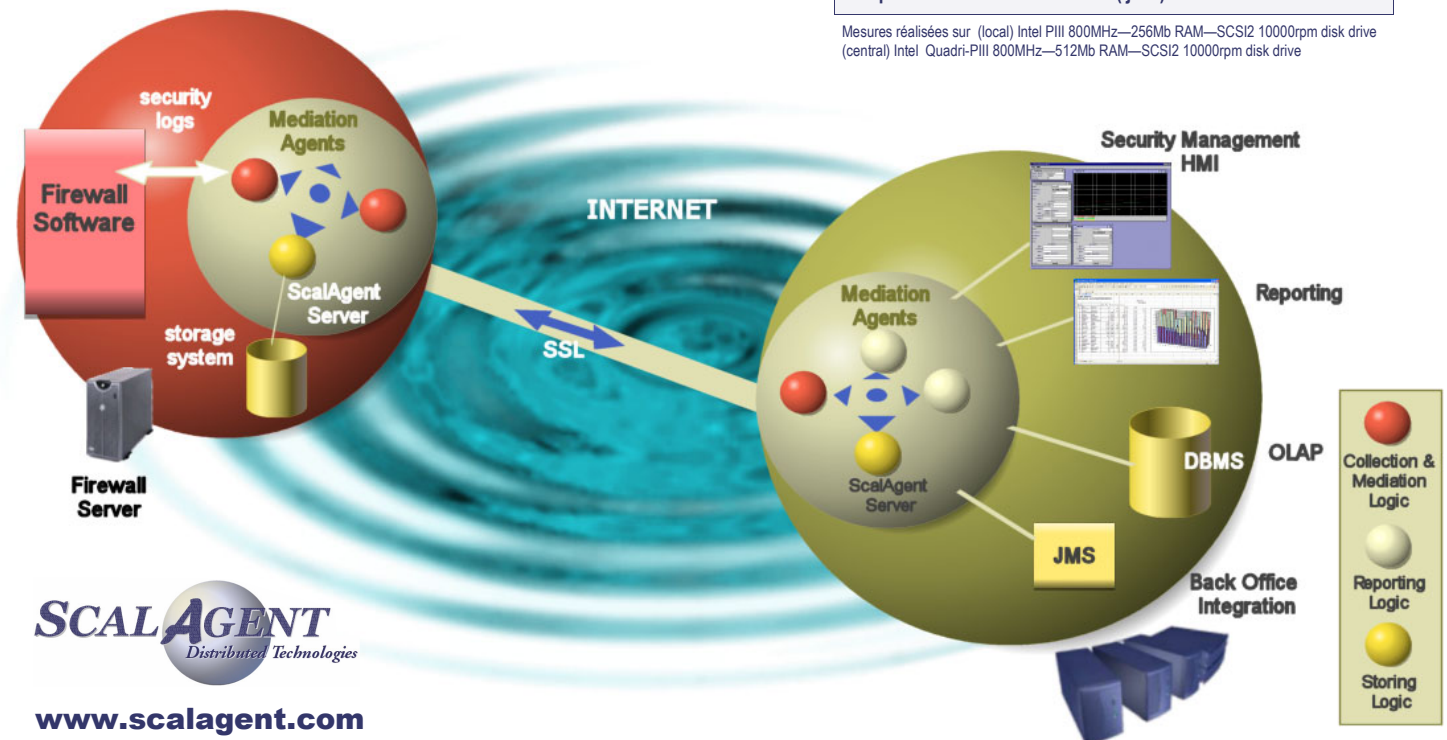 Mesures réalisées sur (local) Intel PIII 800MHz—256Mb RAM—SCSI2 10000rpm disk drive
(central) Intel Quadri-PIII 800MHz—512Mb RAM—SCSI2 10000rpm disk drive
security
logs
Mediation
Agents
Firewall
Software
ScalAgent
Server
storage
system
Firewall
Server
INTERNET
SSL
Security Management
HMI
Reporting
Mediation
Agents
ScalAgent
Server
DBMS
OLAP
JMS
Back Office
Integration
Collection &
Mediation
Logic
Reporting
Logic
Storing
Logic
SCALAGENT
Distributed Technologies
www.scalagent.com